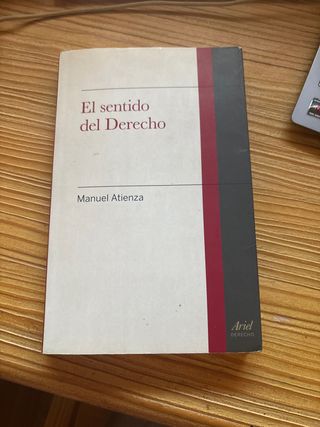 El sentido
del Derecho
Manuel Atienza
Ariel
DERECHO